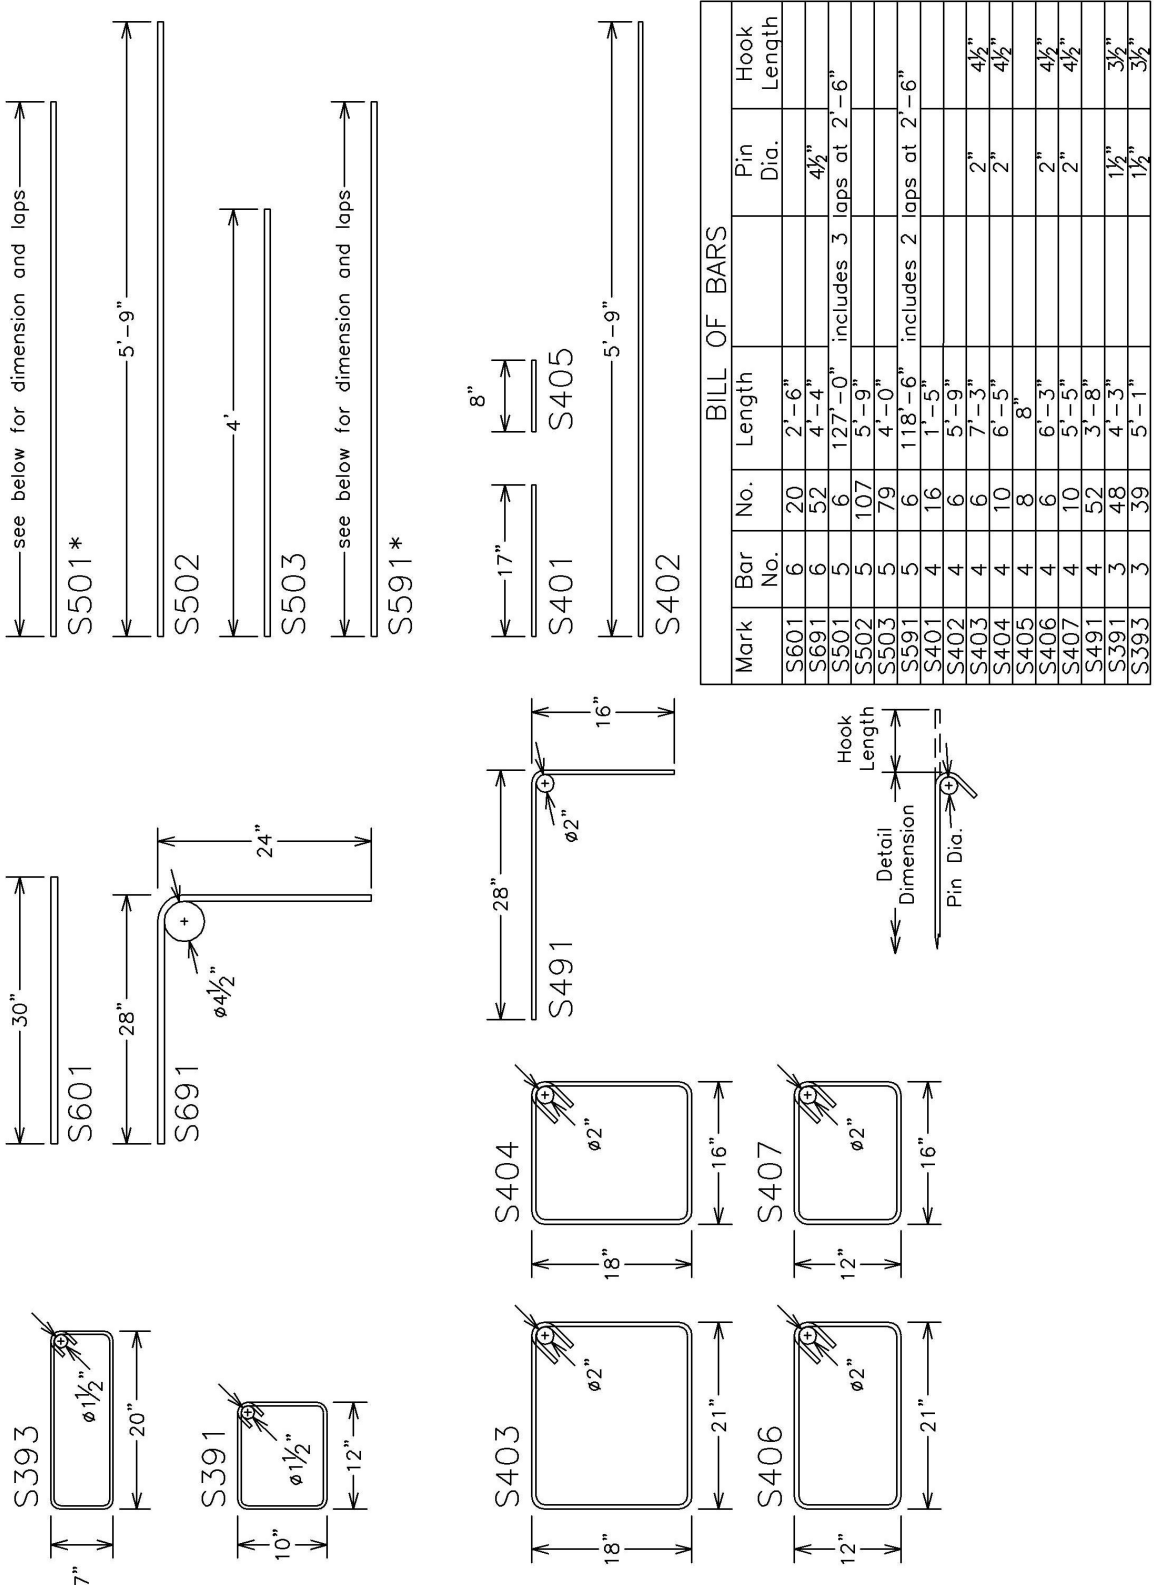 S393
7"
20"
ø1½"
S391
10"
12"
ø1½"
30"
S601
28"
24"
ø4½"
S691
see below for dimension and laps
S501*
5'-9"
S502
4'
S503
see below for dimension and laps
S591*
S403
18"
21"
ø2"
S404
18"
16"
ø2"
S406
12"
21"
ø2"
S407
12"
16"
ø2"
28"
16"
ø2"
S491
17"
S401
8"
S405
5'-9"
S402
Detail
Dimension
Hook
Length
Pin Dia.
BILL OF BARS
Mark Bar No. No. Length Pin Dia. Hook Length
S601 6 20 2'-6"
S691 6 52 4'-4" 4½"
S501 5 6 127'-0" includes 3 laps at 2'-6"
S502 5 107 5'-9"
S503 5 79 4'-0"
S591 5 6 118'-6" includes 2 laps at 2'-6"
S401 4 16 1'-5"
S402 4 6 5'-9"
S403 4 6 7'-3" 2" 4½"
S404 4 10 6'-5" 2" 4½"
S405 4 8 8"
S406 4 6 6'-3" 2" 4½"
S407 4 10 5'-5" 2" 4½"
S491 4 52 3'-8"
S391 3 48 4'-3" 1½" 3½"
S393 3 39 5'-1" 1½" 3½"